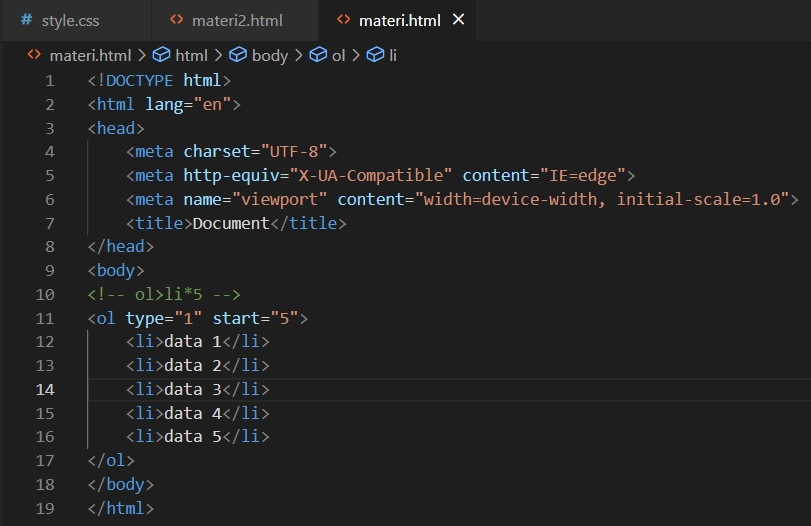 # style.css <> materi2.html <> materi.html ×
<> materi.html > html > body > ol > li
1 <!DOCTYPE html>
2 <html lang="en">
3 <head>
4     <meta charset="UTF-8">
5     <meta http-equiv="X-UA-Compatible" content="IE=edge">
6     <meta name="viewport" content="width=device-width, initial-scale=1.0">
7     <title>Document</title>
8 </head>
9 <body>
10 <!-- ol>li*5 -->
11 <ol type="1" start="5">
12     <li>data 1</li>
13     <li>data 2</li>
14     <li>data 3</li>
15     <li>data 4</li>
16     <li>data 5</li>
17 </ol>
18 </body>
19 </html>